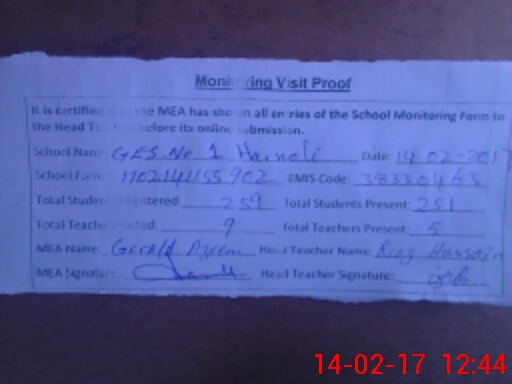 Monitoring Visit Proof
It is certified that the MEA has shown all entries of the School Monitoring Form to
the Head Teacher before its online submission.
School Name GES No 1 Harnoli Date: 14-02-2017
School Form: 1702141155902 EMIS Code: 38330463
Total Students Registered: 259 Total Students Present: 251
Total Teachers Posted: 9 Total Teachers Present: 5
MEA Name: Gerald Azeem Head Teacher Name: Riaz Hussain
MEA Signature: Head Teacher Signature:
14-02-17 12:44